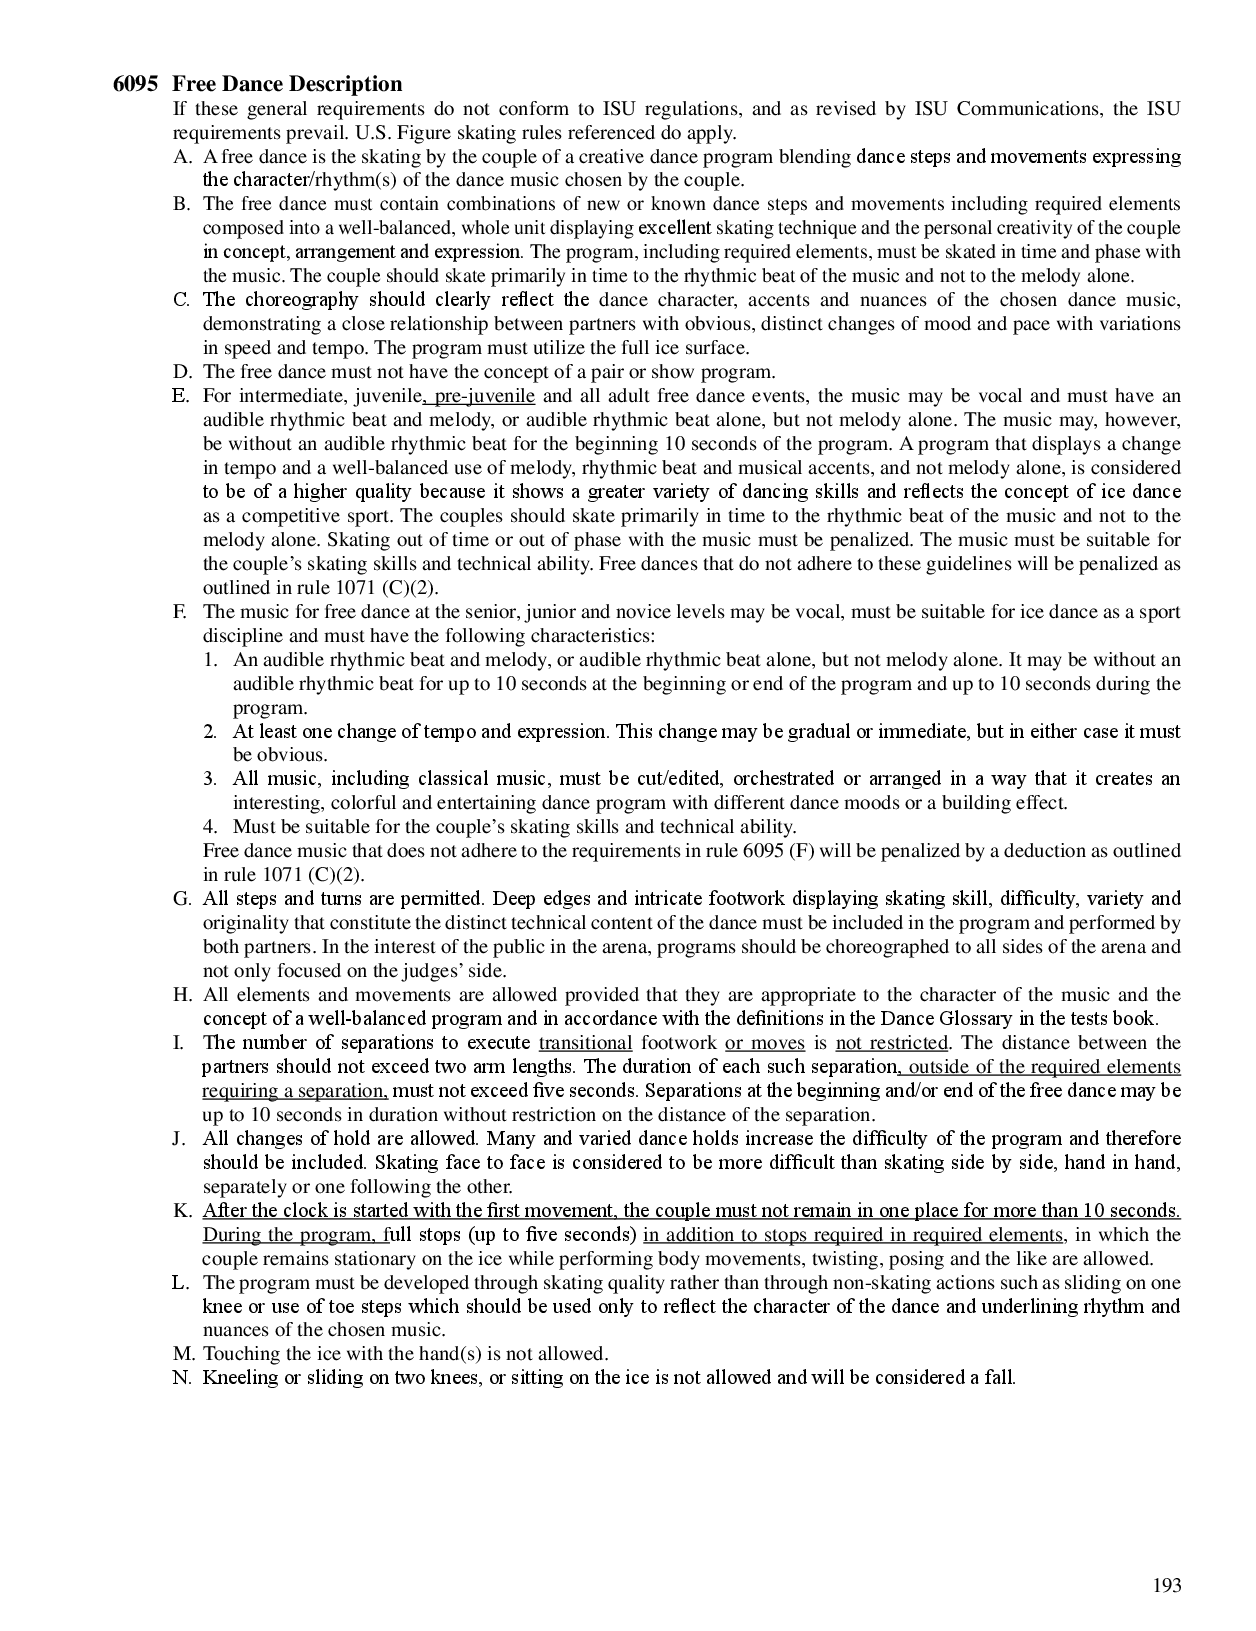 6095 Free Dance Description
If these general requirements do not conform to ISU regulations, and as revised by ISU Communications, the ISU
requirements prevail. U.S. Figure skating rules referenced do apply.
A. A free dance is the skating by the couple of a creative dance program blending dance steps and movements expressing
the character/rhythm(s) of the dance music chosen by the couple.
B. The free dance must contain combinations of new or known dance steps and movements including required elements
composed into a well-balanced, whole unit displaying excellent skating technique and the personal creativity of the couple
in concept, arrangement and expression. The program, including required elements, must be skated in time and phase with
the music. The couple should skate primarily in time to the rhythmic beat of the music and not to the melody alone.
C. The choreography should clearly reflect the dance character, accents and nuances of the chosen dance music,
demonstrating a close relationship between partners with obvious, distinct changes of mood and pace with variations
in speed and tempo. The program must utilize the full ice surface.
D. The free dance must not have the concept of a pair or show program.
E. For intermediate, juvenile, pre-juvenile and all adult free dance events, the music may be vocal and must have an
audible rhythmic beat and melody, or audible rhythmic beat alone, but not melody alone. The music may, however,
be without an audible rhythmic beat for the beginning 10 seconds of the program. A program that displays a change
in tempo and a well-balanced use of melody, rhythmic beat and musical accents, and not melody alone, is considered
to be of a higher quality because it shows a greater variety of dancing skills and reflects the concept of ice dance
as a competitive sport. The couples should skate primarily in time to the rhythmic beat of the music and not to the
melody alone. Skating out of time or out of phase with the music must be penalized. The music must be suitable for
the couple's skating skills and technical ability. Free dances that do not adhere to these guidelines will be penalized as
outlined in rule 1071 (C)(2).
F. The music for free dance at the senior, junior and novice levels may be vocal, must be suitable for ice dance as a sport
discipline and must have the following characteristics:
1. An audible rhythmic beat and melody, or audible rhythmic beat alone, but not melody alone. It may be without an
audible rhythmic beat for up to 10 seconds at the beginning or end of the program and up to 10 seconds during the
program.
2. At least one change of tempo and expression. This change may be gradual or immediate, but in either case it must
be obvious.
3. All music, including classical music, must be cut/edited, orchestrated or arranged in a way that it creates an
interesting, colorful and entertaining dance program with different dance moods or a building effect.
4. Must be suitable for the couple's skating skills and technical ability.
Free dance music that does not adhere to the requirements in rule 6095 (F) will be penalized by a deduction as outlined
in rule 1071 (C)(2).
G. All steps and turns are permitted. Deep edges and intricate footwork displaying skating skill, difficulty, variety and
originality that constitute the distinct technical content of the dance must be included in the program and performed by
both partners. In the interest of the public in the arena, programs should be choreographed to all sides of the arena and
not only focused on the judges' side.
H. All elements and movements are allowed provided that they are appropriate to the character of the music and the
concept of a well-balanced program and in accordance with the definitions in the Dance Glossary in the tests book.
I. The number of separations to execute transitional footwork or moves is not restricted. The distance between the
partners should not exceed two arm lengths. The duration of each such separation, outside of the required elements
requiring a separation, must not exceed five seconds. Separations at the beginning and/or end of the free dance may be
up to 10 seconds in duration without restriction on the distance of the separation.
J. All changes of hold are allowed. Many and varied dance holds increase the difficulty of the program and therefore
should be included. Skating face to face is considered to be more difficult than skating side by side, hand in hand,
separately or one following the other.
K. After the clock is started with the first movement, the couple must not remain in one place for more than 10 seconds.
During the program, full stops (up to five seconds) in addition to stops required in required elements, in which the
couple remains stationary on the ice while performing body movements, twisting, posing and the like are allowed.
L. The program must be developed through skating quality rather than through non-skating actions such as sliding on one
knee or use of toe steps which should be used only to reflect the character of the dance and underlining rhythm and
nuances of the chosen music.
M. Touching the ice with the hand(s) is not allowed.
N. Kneeling or sliding on two knees, or sitting on the ice is not allowed and will be considered a fall.
193